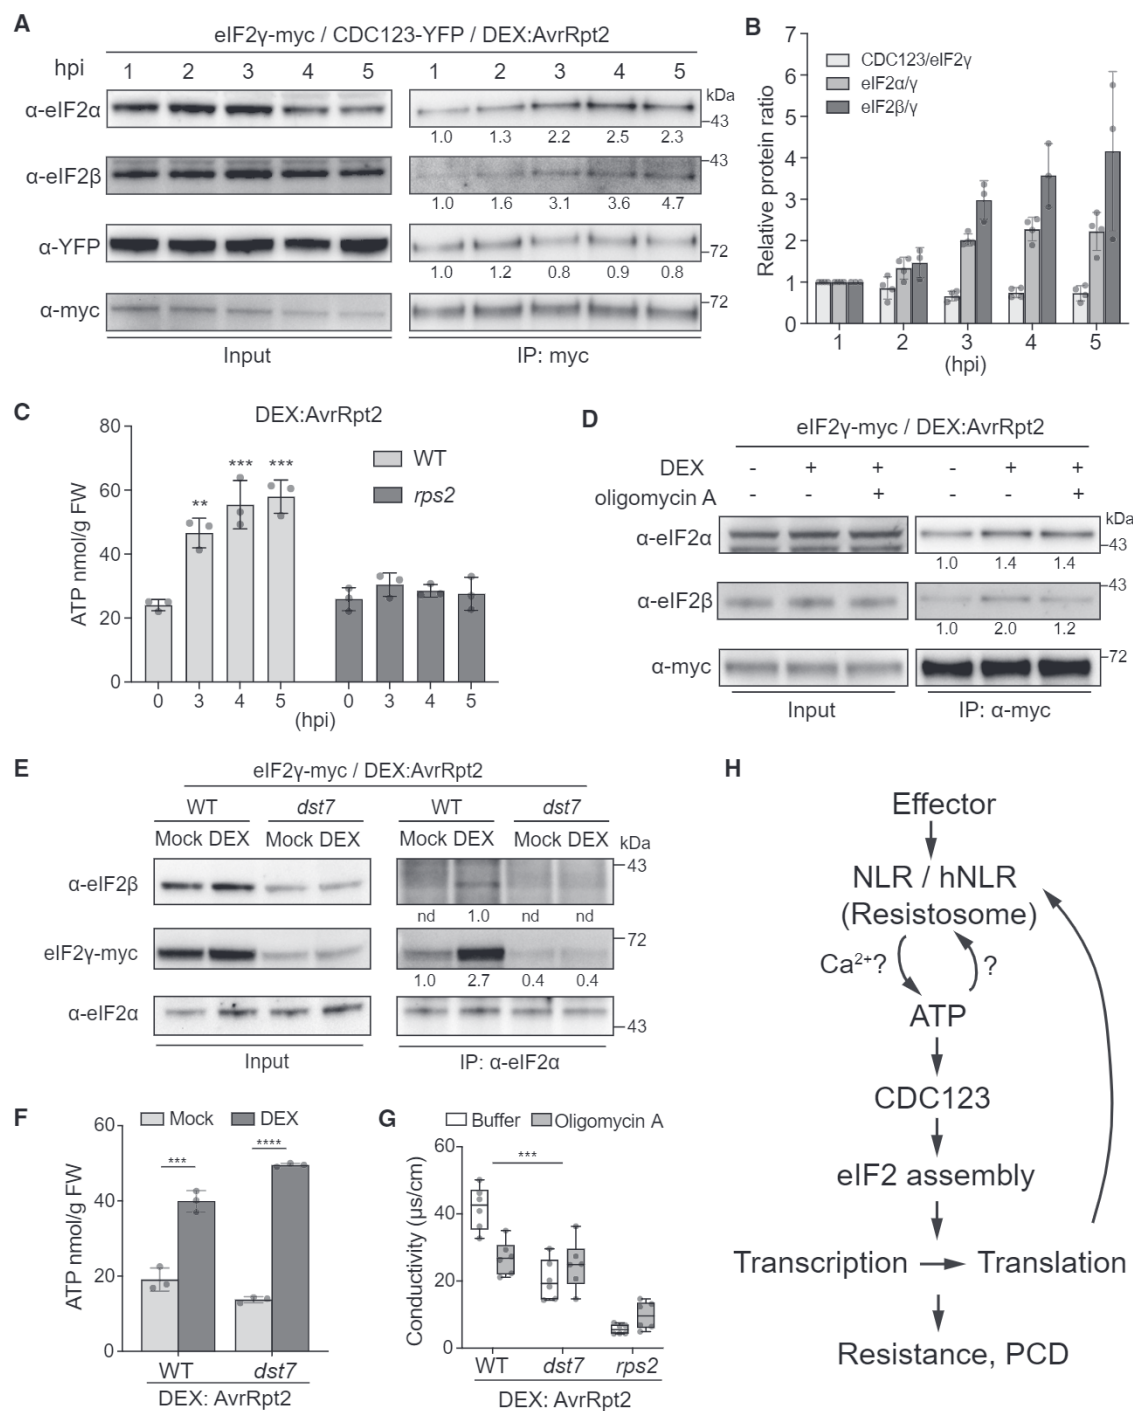 A
eIF2γ-myc / CDC123-YFP / DEX:AvrRpt2
hpi 1 2 3 4 5 1 2 3 4 5
kDa
α-eIF2α
43
1.0 1.3 2.2 2.5 2.3
43
α-eIF2β
1.0 1.6 3.1 3.6 4.7
α-YFP
72
1.0 1.2 0.8 0.9 0.8
72
α-myc
Input IP: myc
B
Relative protein ratio
7
6
5
4
3
2
1
0
CDC123/eIF2γ
eIF2α/γ
eIF2β/γ
1 2 3 4 5
(hpi)
C
DEX:AvrRpt2
ATP nmol/g FW
80
60
40
20
0
** *** ***
WT
rps2
0 3 4 5 0 3 4 5
(hpi)
D
eIF2γ-myc / DEX:AvrRpt2
DEX - + + - + +
oligomycin A - - + - - +
kDa
α-eIF2α
43
1.0 1.4 1.4
43
α-eIF2β
1.0 2.0 1.2
72
α-myc
Input IP: α-myc
E
eIF2γ-myc / DEX:AvrRpt2
WT dst7 WT dst7
Mock DEX Mock DEX Mock DEX Mock DEX
kDa
43
α-eIF2β
nd 1.0 nd nd
72
eIF2γ-myc
1.0 2.7 0.4 0.4
α-eIF2α
43
Input IP: α-eIF2α
F
Mock DEX
ATP nmol/g FW
60
40
20
0
*** ****
WT dst7
DEX: AvrRpt2
G
Buffer Oligomycin A
Conductivity (µs/cm)
60
40
20
0
***
WT dst7 rps2
DEX: AvrRpt2
H
Effector
NLR / hNLR
(Resistosome)
Ca²⁺? ?
ATP
CDC123
eIF2 assembly
Transcription Translation
Resistance, PCD